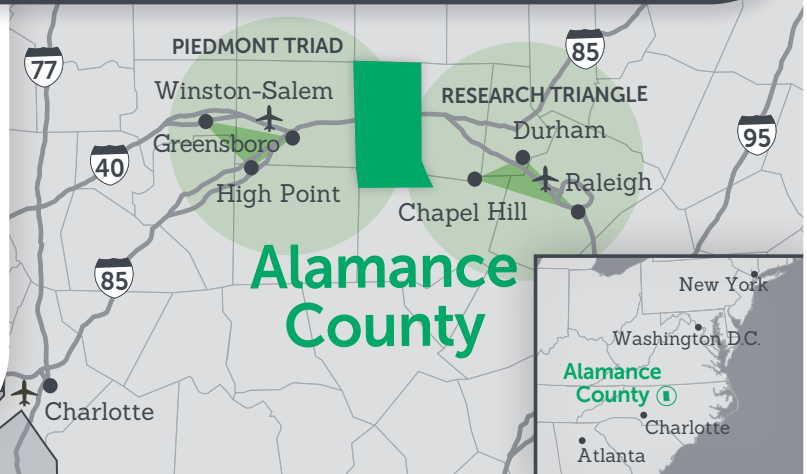 77
PIEDMONT TRIAD
85
Winston-Salem
RESEARCH TRIANGLE
Greensboro
Durham
95
40
High Point
Raleigh
Chapel Hill
85
Alamance
County
Charlotte
New York
Washington D.C.
Alamance
County
Charlotte
Atlanta